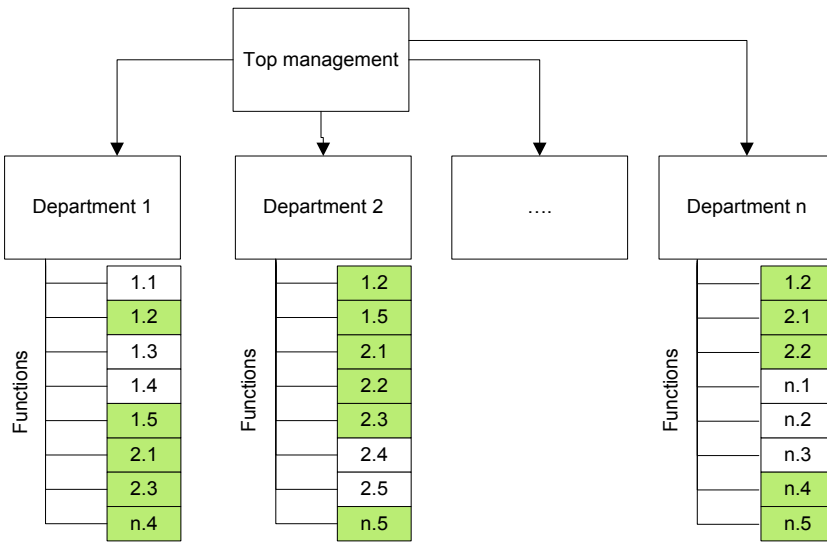 Top management
Department 1
Department 2
....
Department n
Functions
1.1
1.2
1.3
1.4
1.5
2.1
2.3
n.4
Functions
1.2
1.5
2.1
2.2
2.3
2.4
2.5
n.5
Functions
1.2
2.1
2.2
n.1
n.2
n.3
n.4
n.5